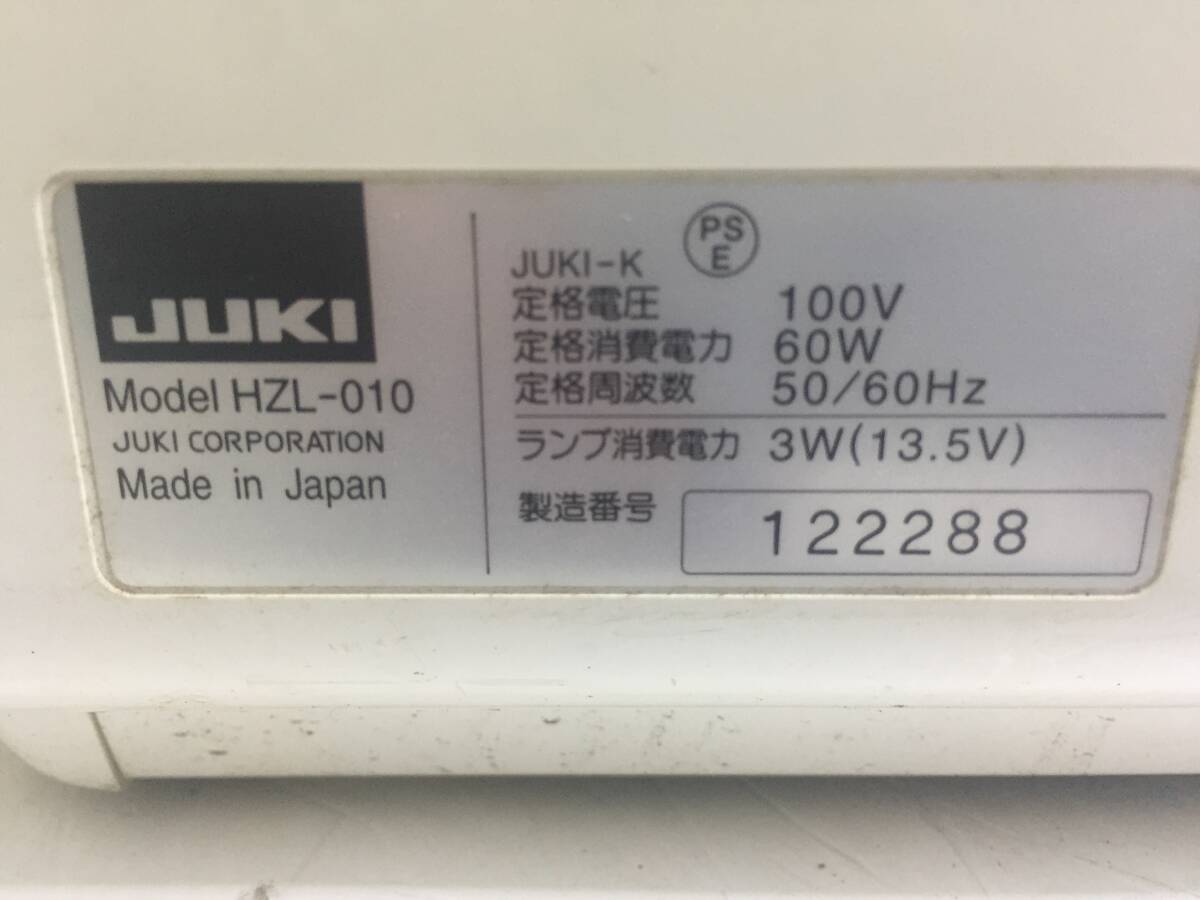 JUKI
Model HZL-010
JUKI CORPORATION
Made in Japan
JUKI-K
PS
E
定格電圧 100V
定格消費電力 60W
定格周波数 50/60Hz
ランプ消費電力 3W(13.5V)
製造番号 122288